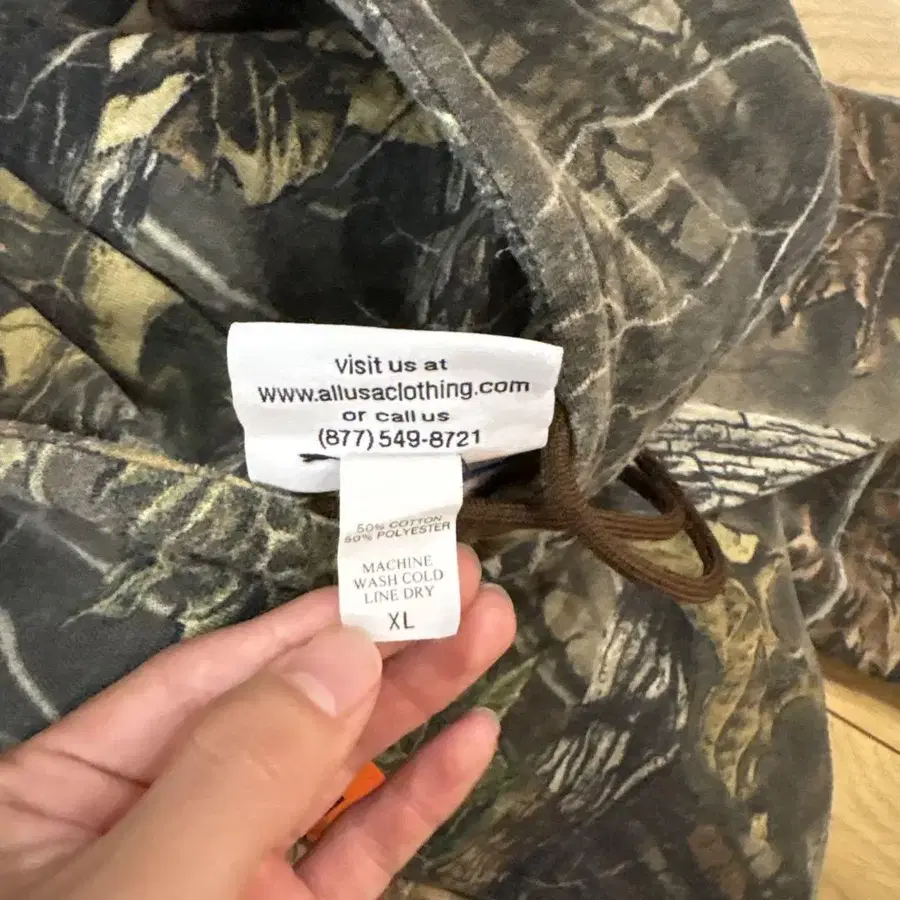 visit us at
www.allusaclothing.com
or call us
(877) 549-8721
50% COTTON
50% POLYESTER
MACHINE
WASH COLD
LINE DRY
XL